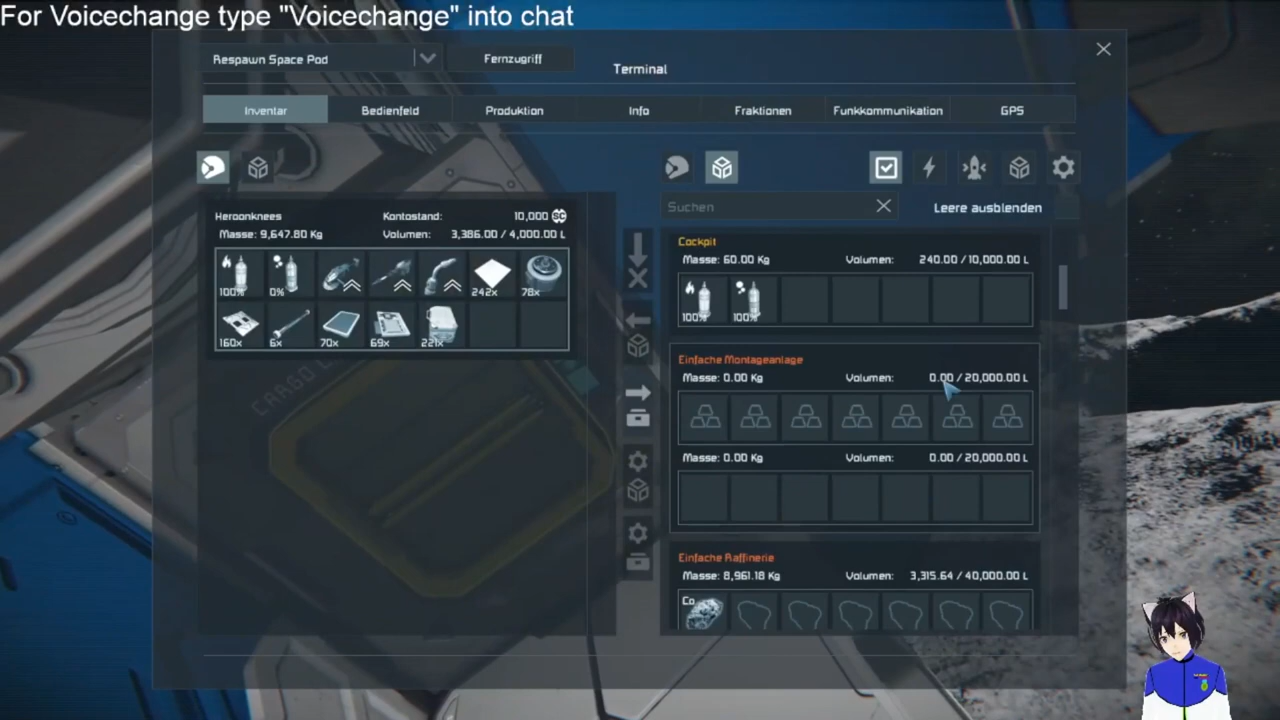 For Voicechange type "Voicechange" into chat
Respawn Space Pod
Fernzugriff
Terminal
Inventar
Bedienfeld
Produktion
Info
Fraktionen
Funkkommunikation
GPS
Suchen
Leere ausblenden
Heroonknees
Kontostand: 10,000 SC
Masse: 9,647.80 Kg
Volumen: 3,386.00 / 4,000.00 L
100%
0%
242x
78x
160x
6x
70x
69x
221x
CARGO
Cockpit
Masse: 60.00 Kg
Volumen: 240.00 / 10,000.00 L
100%
100%
Einfache Montageanlage
Masse: 0.00 Kg
Volumen: 0.00 / 20,000.00 L
Masse: 0.00 Kg
Volumen: 0.00 / 20,000.00 L
Einfache Raffinerie
Masse: 8,961.18 Kg
Volumen: 3,315.64 / 40,000.00 L
Co